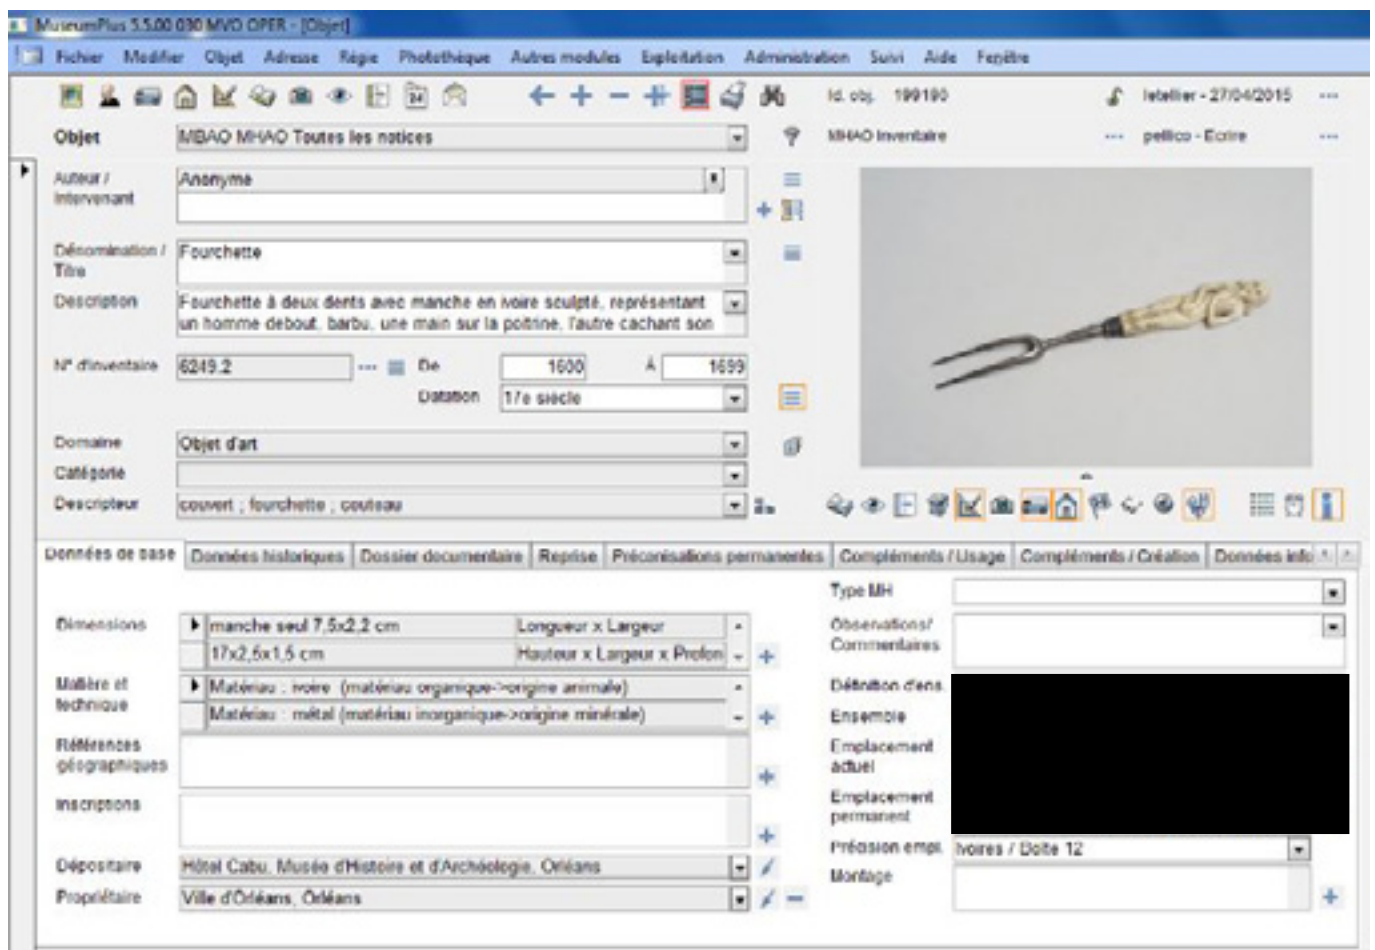 MuseumPlus 5.5.00 030 MVO OPER - [Objet]
Fichier Modifier Objet Adresse Régie Photothèque Autres modules Exploitation Administration Suivi Aide Fenêtre
24
Id. obj. 199190 letellier - 27/04/2015 ...
Objet MBAO MHAO Toutes les notices MHAO Inventaire ... pellico - Ecrire ...
Auteur / Intervenant
Anonyme
Dénomination / Titre
Fourchette
Description
Fourchette à deux dents avec manche en ivoire sculpté, représentant
un homme debout, barbu, une main sur la poitrine, l'autre cachant son
N° d'inventaire 6249.2 ... De 1600 À 1699
Datation 17e siècle
Domaine Objet d'art
Catégorie
Descripteur couvert ; fourchette ; couteau
Données de base Données historiques Dossier documentaire Reprise Préconisations permanentes Compléments / Usage Compléments / Création Données info
Dimensions
manche seul 7,5x2,2 cm Longueur x Largeur
17x2,5x1,5 cm Hauteur x Largeur x Profon
Matière et technique
Matériau : ivoire (matériau organique->origine animale)
Matériau : métal (matériau inorganique->origine minérale)
Références géographiques
Inscriptions
Dépositaire Hôtel Cabu, Musée d'Histoire et d'Archéologie, Orléans
Propriétaire Ville d'Orléans, Orléans
Type MH
Observations/
Commentaires
Définition d'ens.
Ensemble
Emplacement
actuel
Emplacement
permanent
Précision empl. Ivoires / Boîte 12
Montage